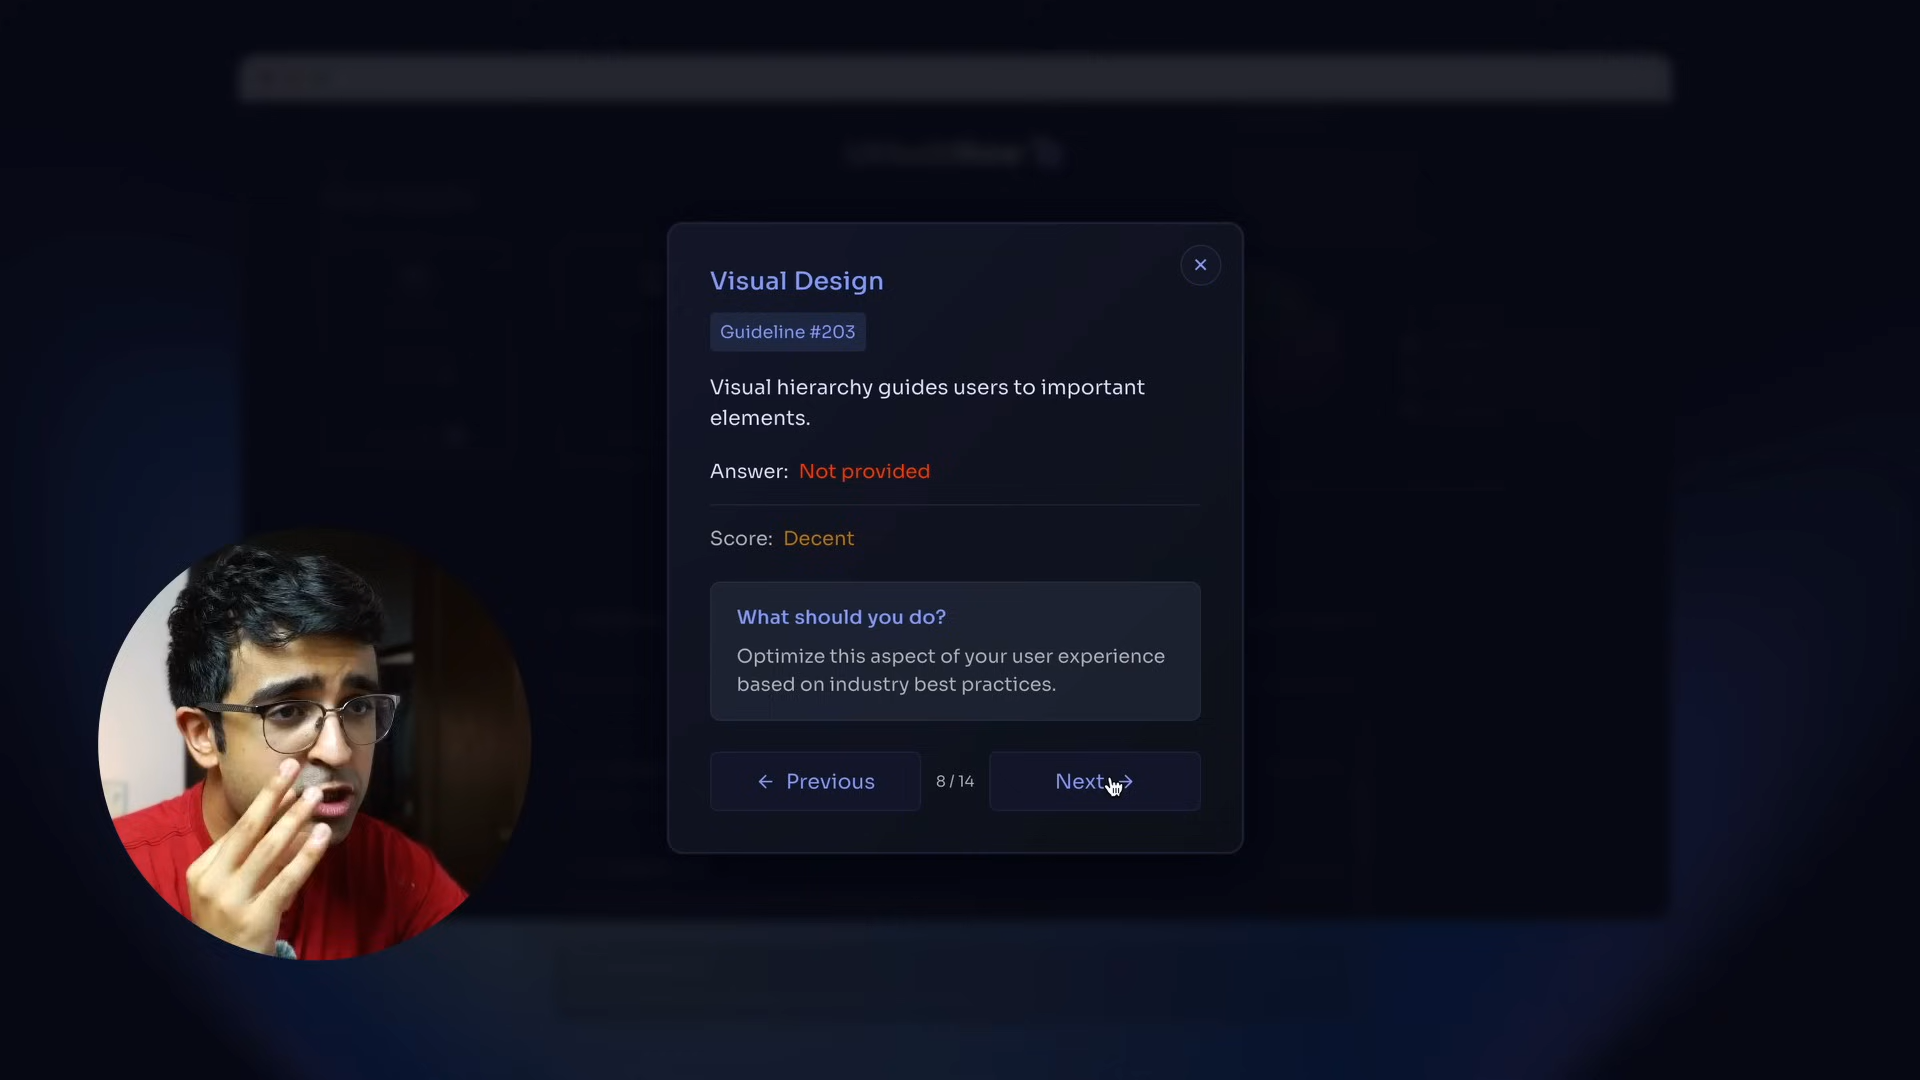 Visual Design
Guideline #203
Visual hierarchy guides users to important
elements.
Answer: Not provided
Score: Decent
What should you do?
Optimize this aspect of your user experience
based on industry best practices.
← Previous
8 / 14
Next →